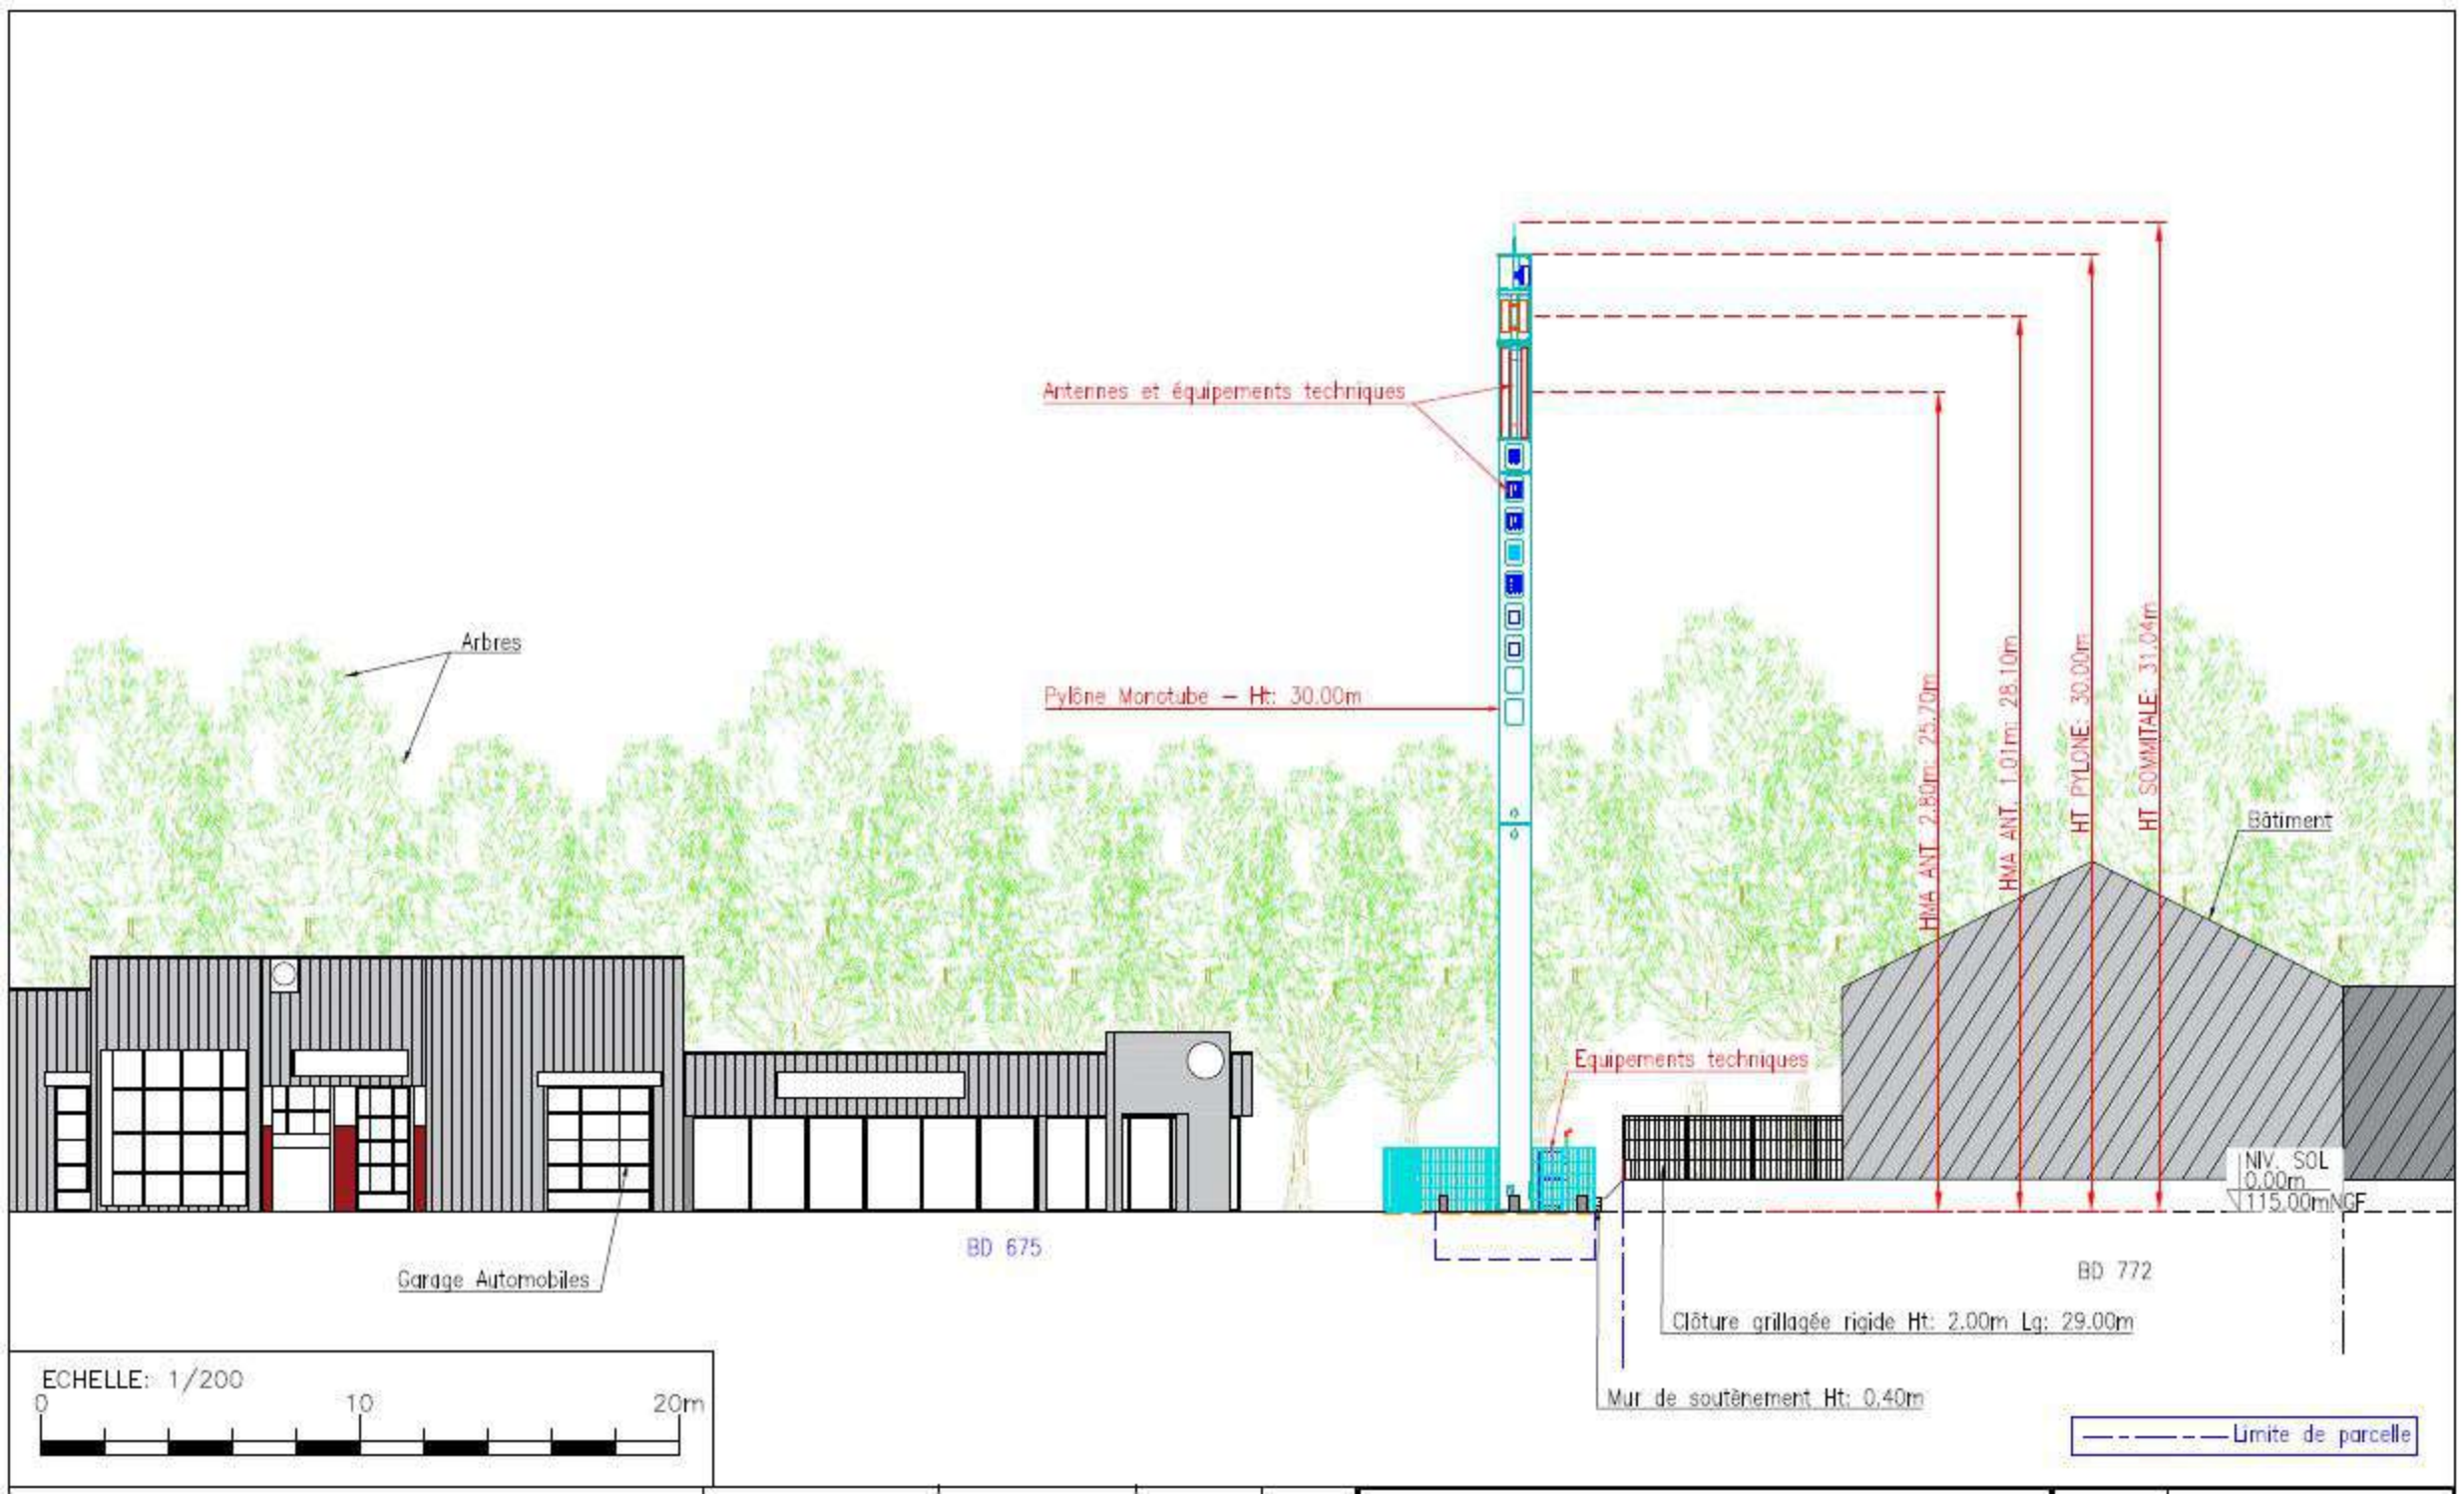 Antennes et équipements techniques
Arbres
Pylône Monotube – Ht: 30.00m
HMA ANT. 2.80m: 25.70m
HMA ANT. 1.01m: 28.10m
HT PYLONE: 30.00m
HT SOMMITALE: 31.04m
Bâtiment
Equipements techniques
NIV. SOL
0.00m
115.00mNGF
BD 675
BD 772
Garage Automobiles
Clôture grillagée rigide Ht: 2.00m Lg: 29.00m
Mur de soutènement Ht: 0,40m
ECHELLE: 1/200
0 10 20m
Limite de parcelle